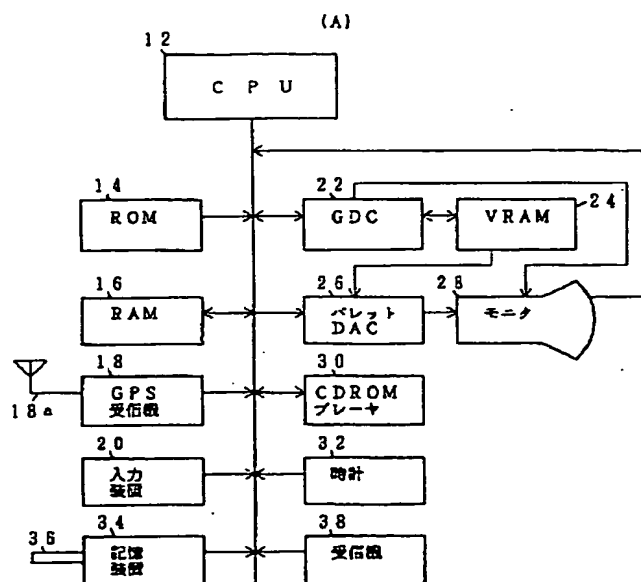 (A)
12
CPU
14
ROM
22
GDC
24
VRAM
16
RAM
26
パレット
DAC
28
モニタ
18
GPS
受信機
18a
30
CDROM
プレーヤ
20
入力
装置
32
時計
34
記憶
装置
36
38
受信機